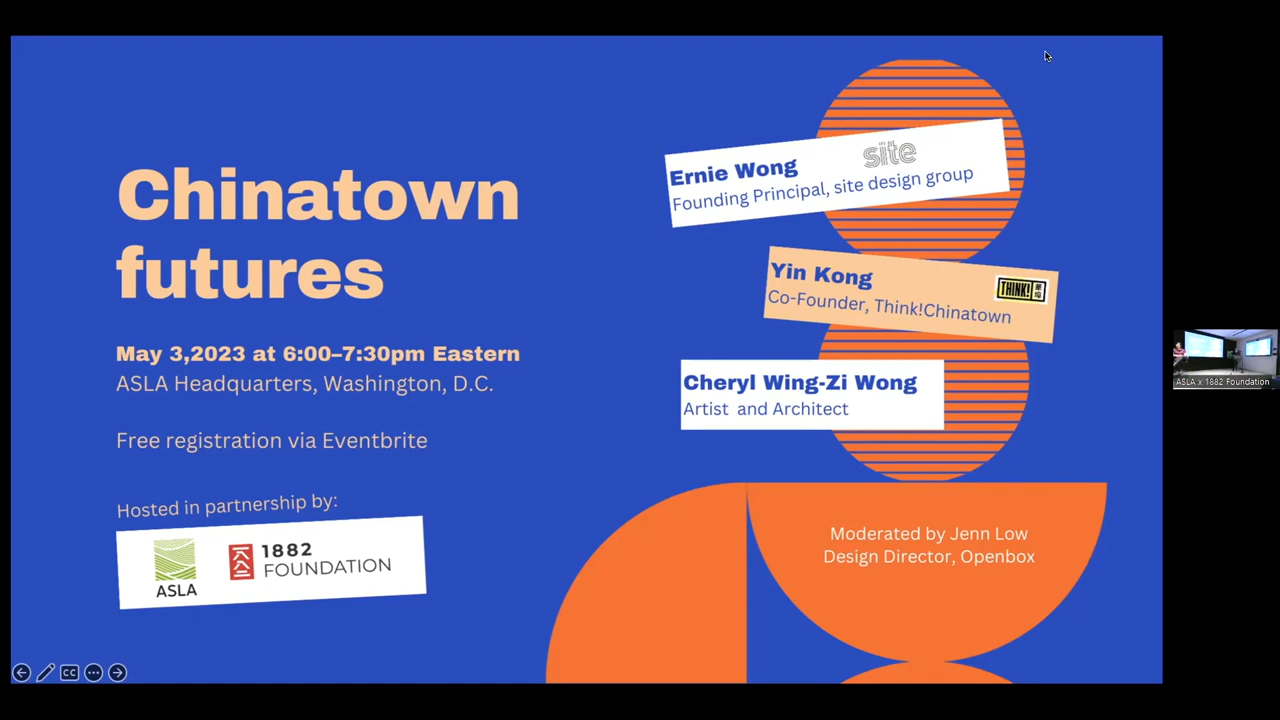 Chinatown
futures
May 3,2023 at 6:00–7:30pm Eastern
ASLA Headquarters, Washington, D.C.
Free registration via Eventbrite
Hosted in partnership by:
ASLA
1882
FOUNDATION
Ernie Wong
site
Founding Principal, site design group
Yin Kong
THINK!
Co-Founder, Think!Chinatown
Cheryl Wing-Zi Wong
Artist and Architect
Moderated by Jenn Low
Design Director, Openbox
CC
ASLA x 1882 Foundation